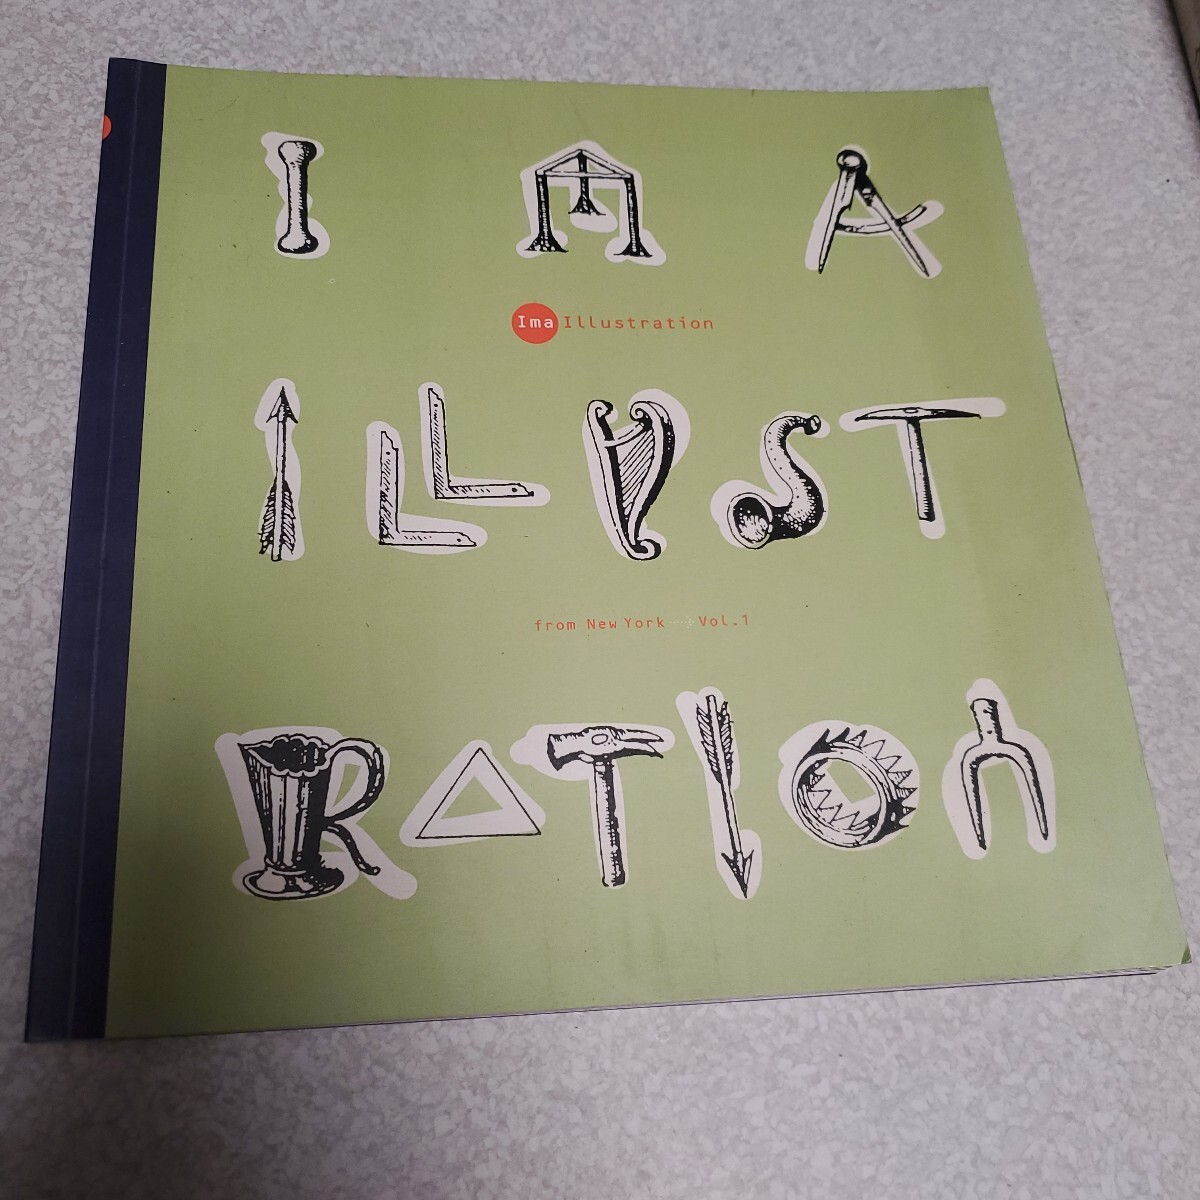 IMA
Ima Illustration
ILLUST
from New York Vol.1
RATION